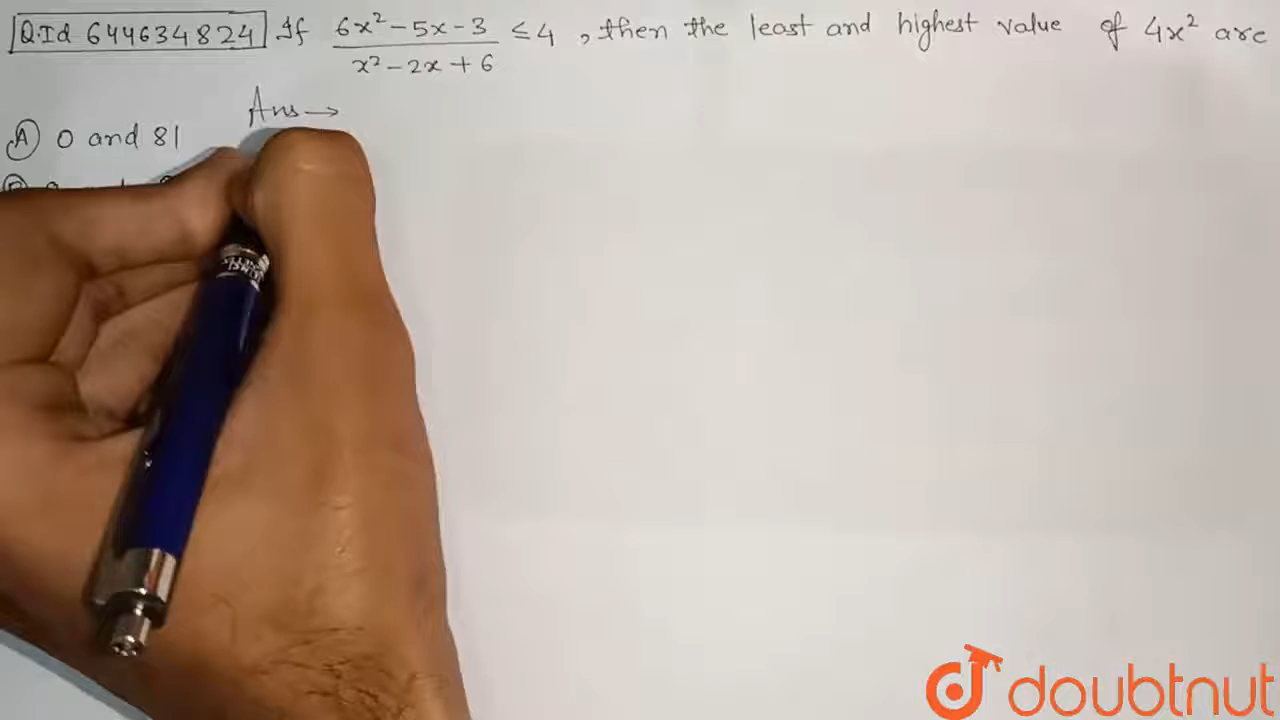 Q.Id 644634824 If (6x²-5x-3)/(x²-2x+6) ≤ 4, then the least and highest value of 4x² are
Ans→
(A) 0 and 81
doubtnut